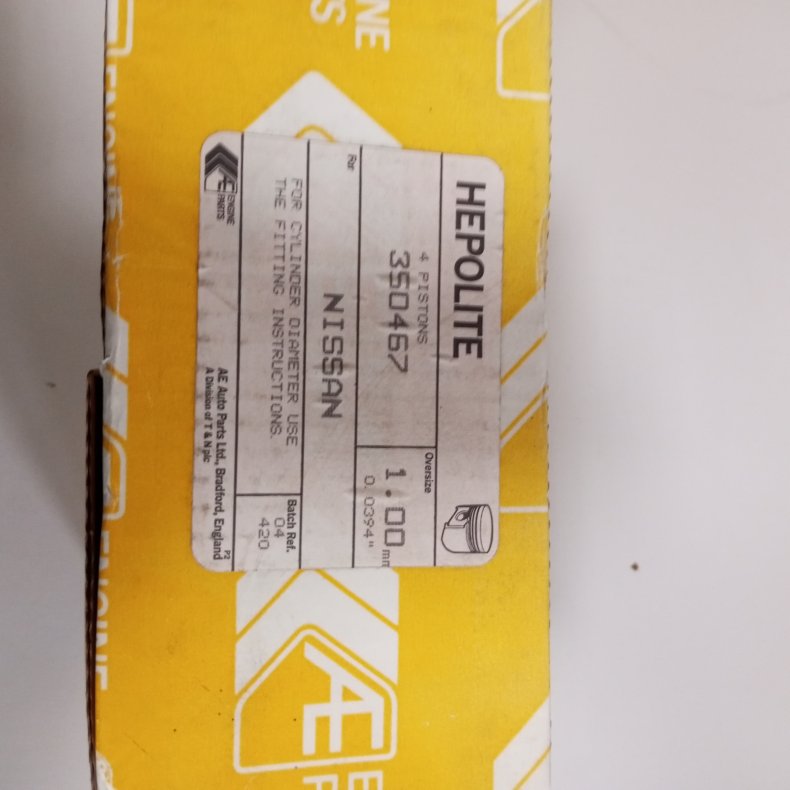 HEPOLITE
4 PISTONS
350467
Oversize
1.00 mm
0.0394"
For
NISSAN
FOR CYLINDER DIAMETER USE
THE FITTING INSTRUCTIONS.
Batch Ref.
04
420
AE ENGINE
PARTS
AE Auto Parts Ltd., Bradford, England
A Division of T & N plc
P2
AE
ENGINE